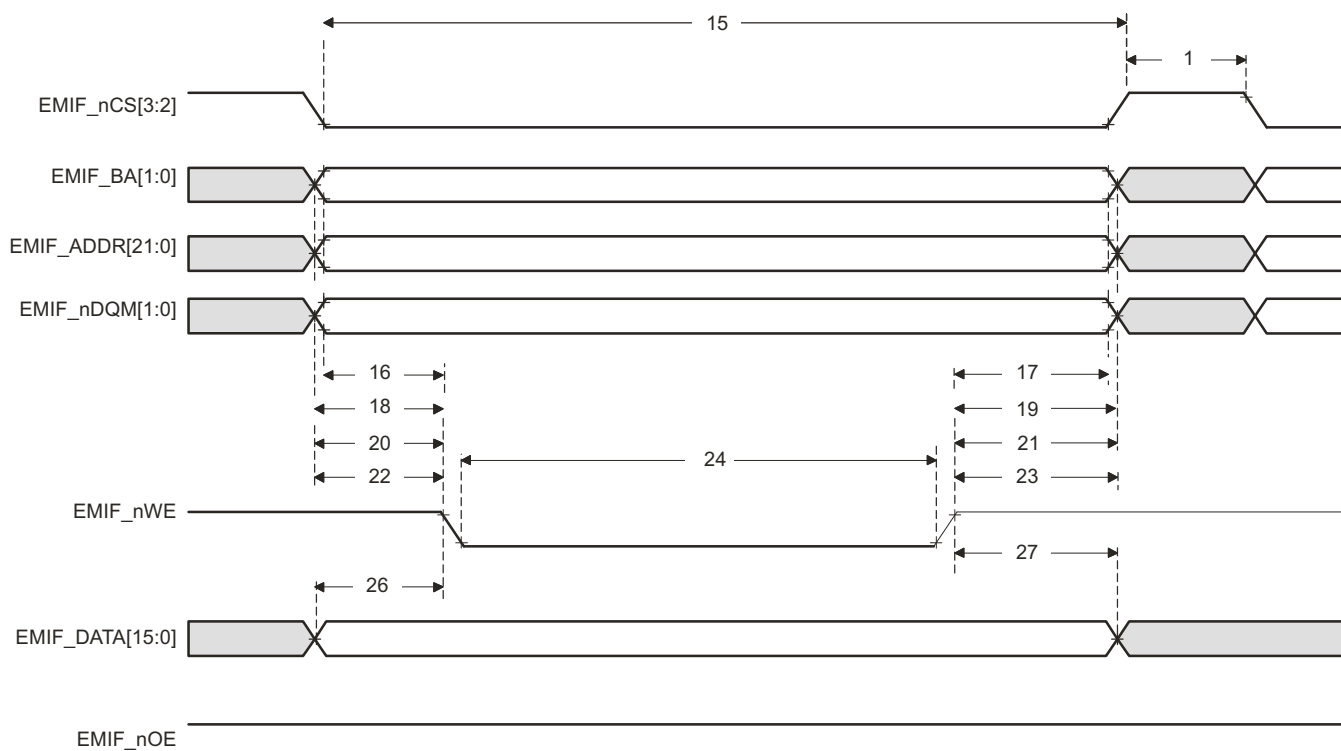 15
1
EMIF_nCS[3:2]
EMIF_BA[1:0]
EMIF_ADDR[21:0]
EMIF_nDQM[1:0]
16
17
18
19
20
21
24
22
23
EMIF_nWE
27
26
EMIF_DATA[15:0]
EMIF_nOE